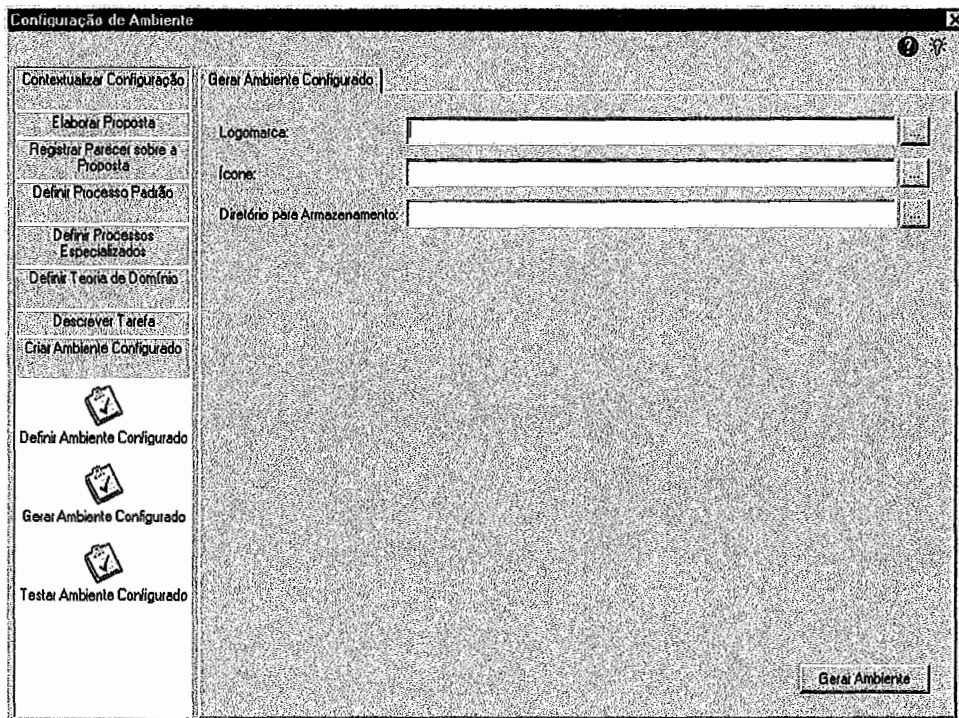 Configuração de Ambiente
Contextualizar Configuração
Elaborar Proposta
Registrar Parecer sobre a
Proposta
Definir Processo Padrão
Definir Processos
Especializados
Definir Teoria de Domínio
Descrever Tarefa
Criar Ambiente Configurado
Definir Ambiente Configurado
Gerar Ambiente Configurado
Testar Ambiente Configurado
Gerar Ambiente Configurado
Logomarca:
...
Ícone:
...
Diretório para Armazenamento:
...
Gerar Ambiente